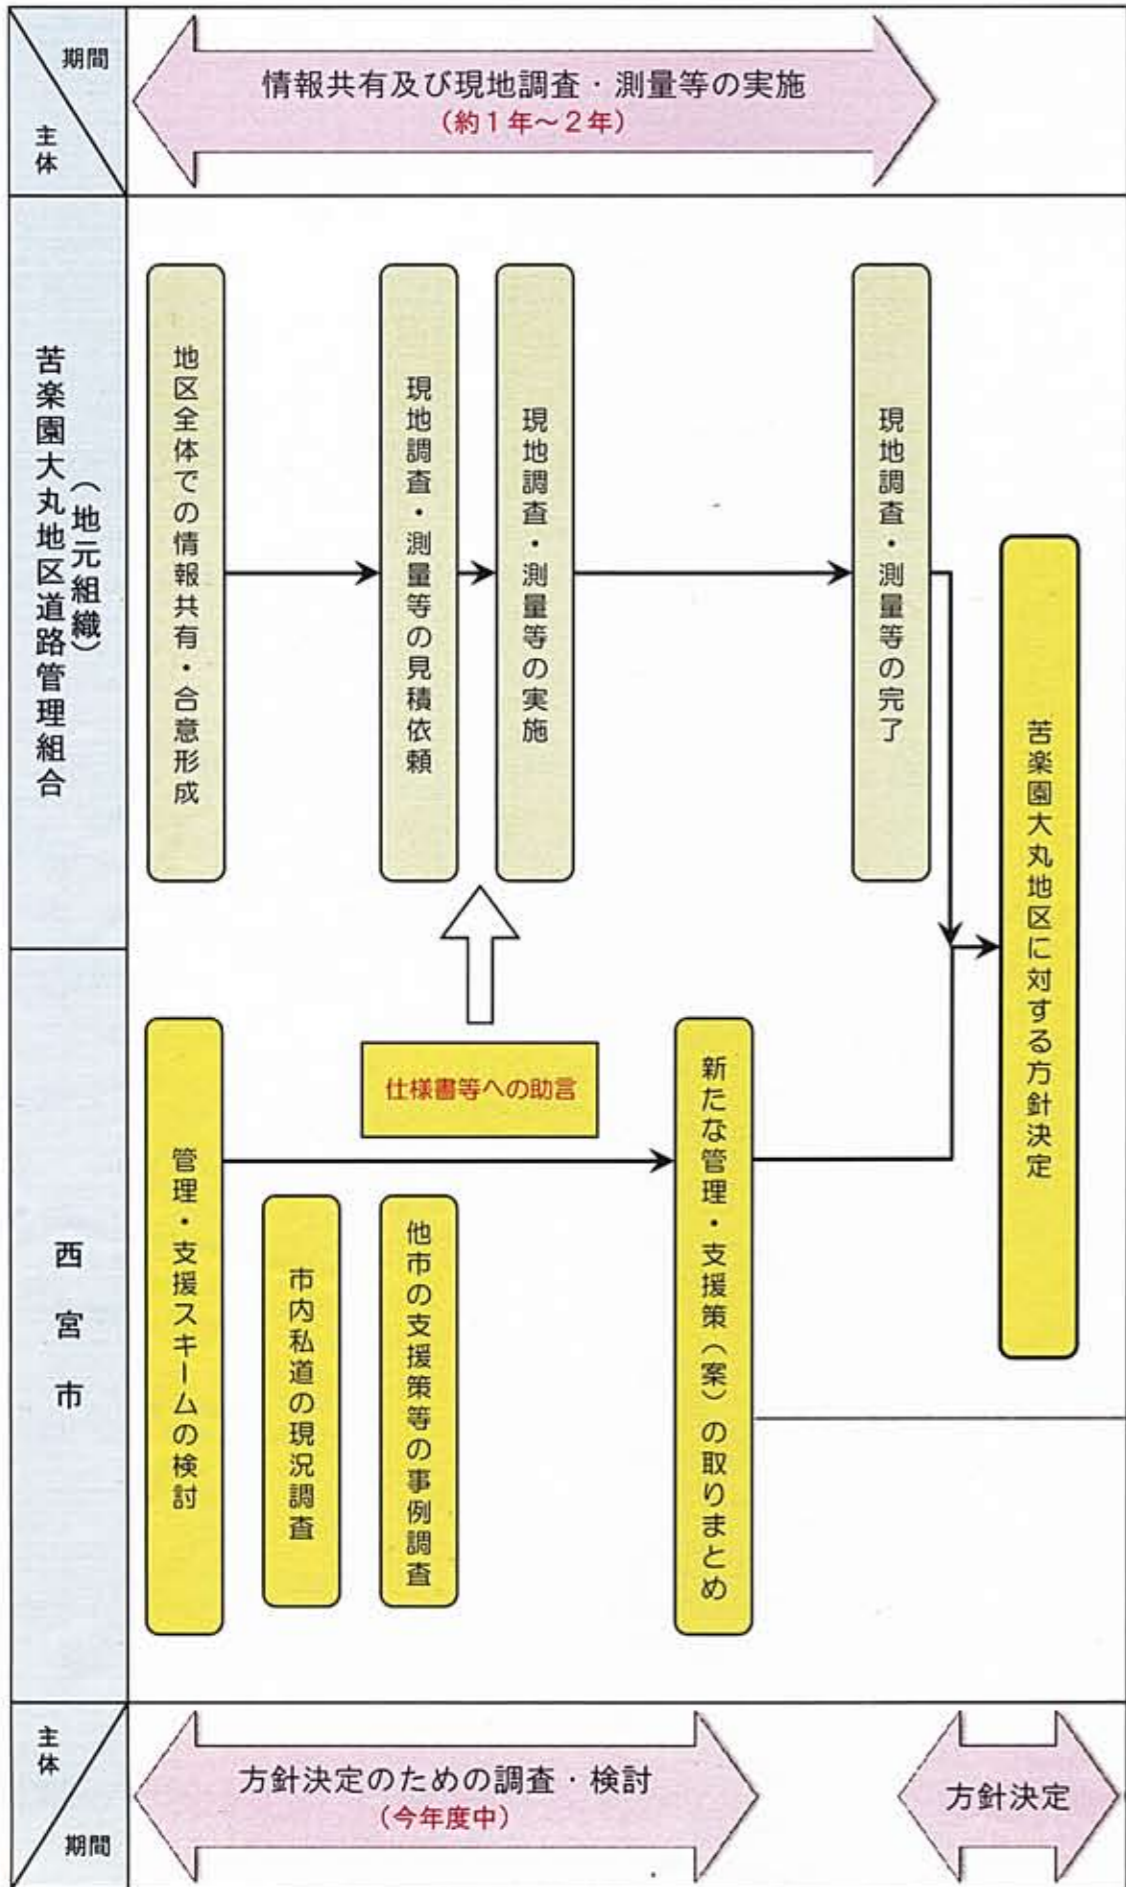 期間
主体
情報共有及び現地調査・測量等の実施
(約1年～2年)
苦楽園大丸地区道路管理組合
(地元組織)
地区全体での情報共有・合意形成
現地調査・測量等の見積依頼
現地調査・測量等の実施
現地調査・測量等の完了
苦楽園大丸地区に対する方針決定
西宮市
仕様書等への助言
管理・支援スキームの検討
市内私道の現況調査
他市の支援策等の事例調査
新たな管理・支援策(案)の取りまとめ
主体
期間
方針決定のための調査・検討
(今年度中)
方針決定